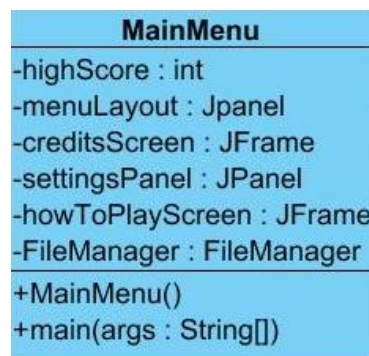 MainMenu
-highScore : int
-menuLayout : Jpanel
-creditsScreen : JFrame
-settingsPanel : JPanel
-howToPlayScreen : JFrame
-FileManager : FileManager
+MainMenu()
+main(args : String[])